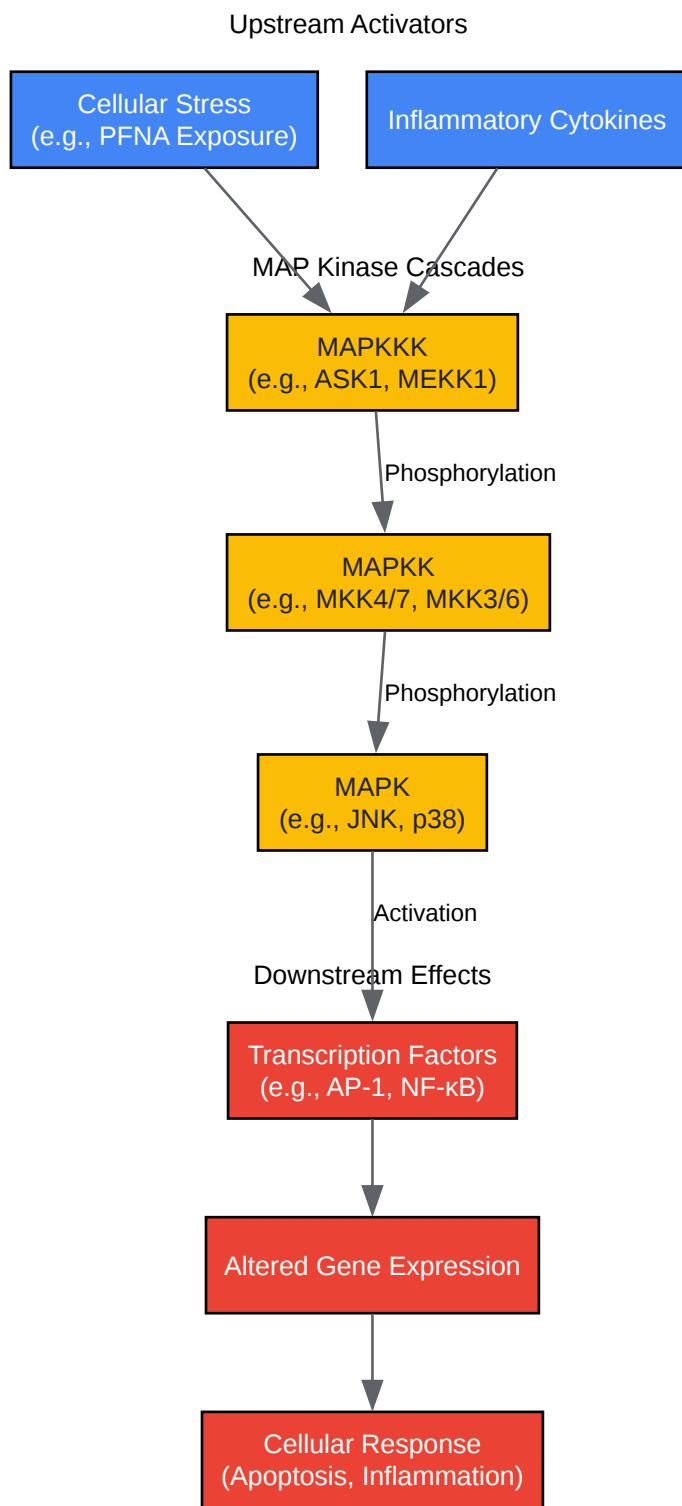 Upstream Activators
Cellular Stress
(e.g., PFNA Exposure)
Inflammatory Cytokines
MAP Kinase Cascades
MAPKKK
(e.g., ASK1, MEKK1)
Phosphorylation
MAPKK
(e.g., MKK4/7, MKK3/6)
Phosphorylation
MAPK
(e.g., JNK, p38)
Activation
Downstream Effects
Transcription Factors
(e.g., AP-1, NF-κB)
Altered Gene Expression
Cellular Response
(Apoptosis, Inflammation)